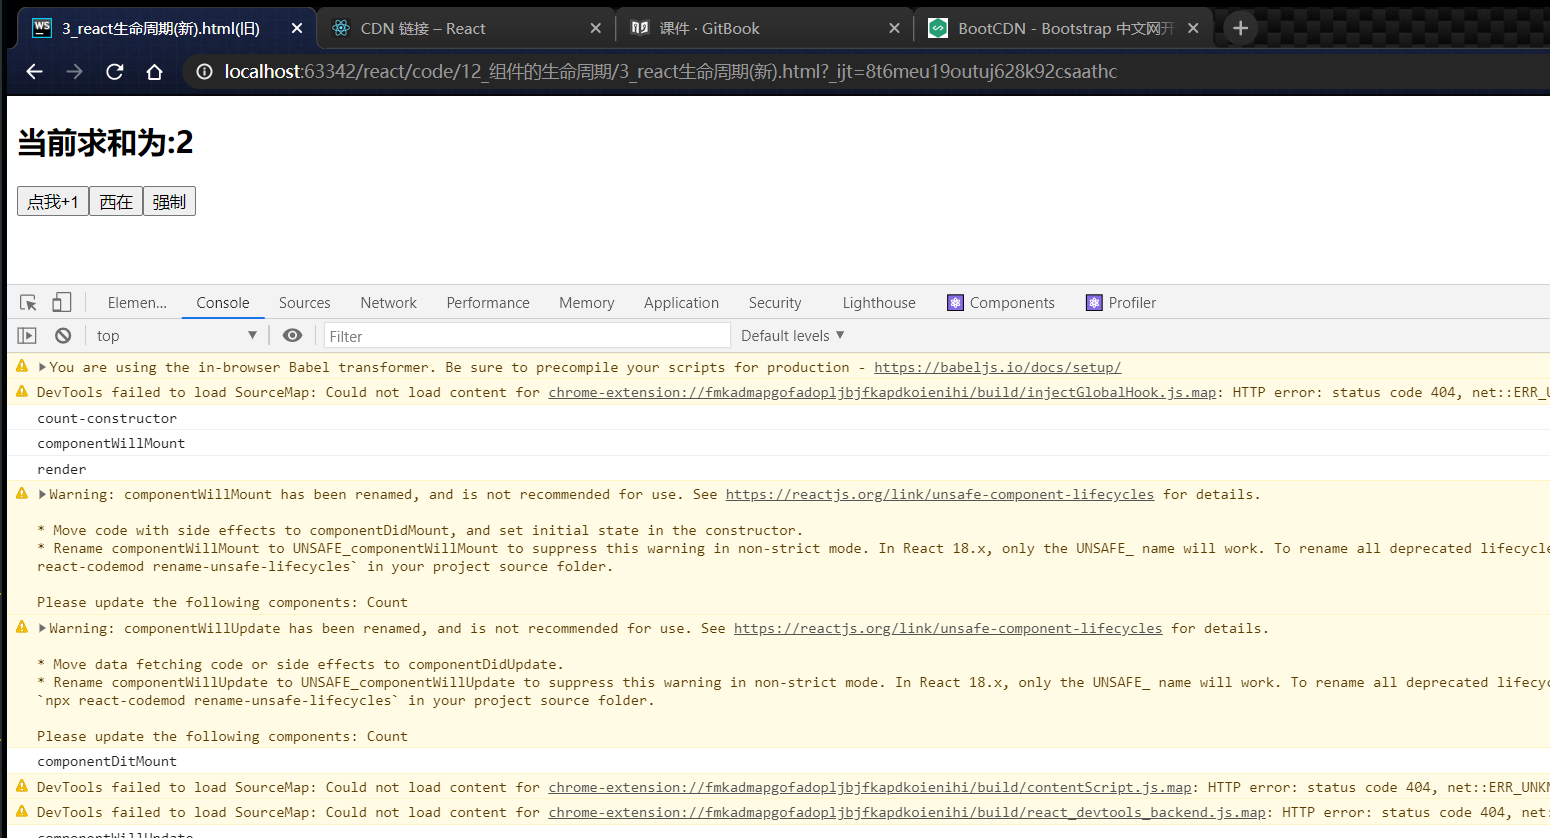 3_react生命周期(新).html(旧)
CDN 链接 – React
课件 · GitBook
BootCDN - Bootstrap 中文网开
localhost:63342/react/code/12_组件的生命周期/3_react生命周期(新).html?_ijt=8t6meu19outuj628k92csaathc
当前求和为:2
点我+1 西在 强制
Elemen... Console Sources Network Performance Memory Application Security Lighthouse Components Profiler
top Filter Default levels
You are using the in-browser Babel transformer. Be sure to precompile your scripts for production - https://babeljs.io/docs/setup/
DevTools failed to load SourceMap: Could not load content for chrome-extension://fmkadmapgofadopljbjfkapdkoienihi/build/injectGlobalHook.js.map: HTTP error: status code 404, net::ERR_U
count-constructor
componentWillMount
render
Warning: componentWillMount has been renamed, and is not recommended for use. See https://reactjs.org/link/unsafe-component-lifecycles for details.
* Move code with side effects to componentDidMount, and set initial state in the constructor.
* Rename componentWillMount to UNSAFE_componentWillMount to suppress this warning in non-strict mode. In React 18.x, only the UNSAFE_ name will work. To rename all deprecated lifecycle
react-codemod rename-unsafe-lifecycles` in your project source folder.
Please update the following components: Count
Warning: componentWillUpdate has been renamed, and is not recommended for use. See https://reactjs.org/link/unsafe-component-lifecycles for details.
* Move data fetching code or side effects to componentDidUpdate.
* Rename componentWillUpdate to UNSAFE_componentWillUpdate to suppress this warning in non-strict mode. In React 18.x, only the UNSAFE_ name will work. To rename all deprecated lifecyc
`npx react-codemod rename-unsafe-lifecycles` in your project source folder.
Please update the following components: Count
componentDitMount
DevTools failed to load SourceMap: Could not load content for chrome-extension://fmkadmapgofadopljbjfkapdkoienihi/build/contentScript.js.map: HTTP error: status code 404, net::ERR_UNKN
DevTools failed to load SourceMap: Could not load content for chrome-extension://fmkadmapgofadopljbjfkapdkoienihi/build/react_devtools_backend.js.map: HTTP error: status code 404, net:
componentWillUpdate